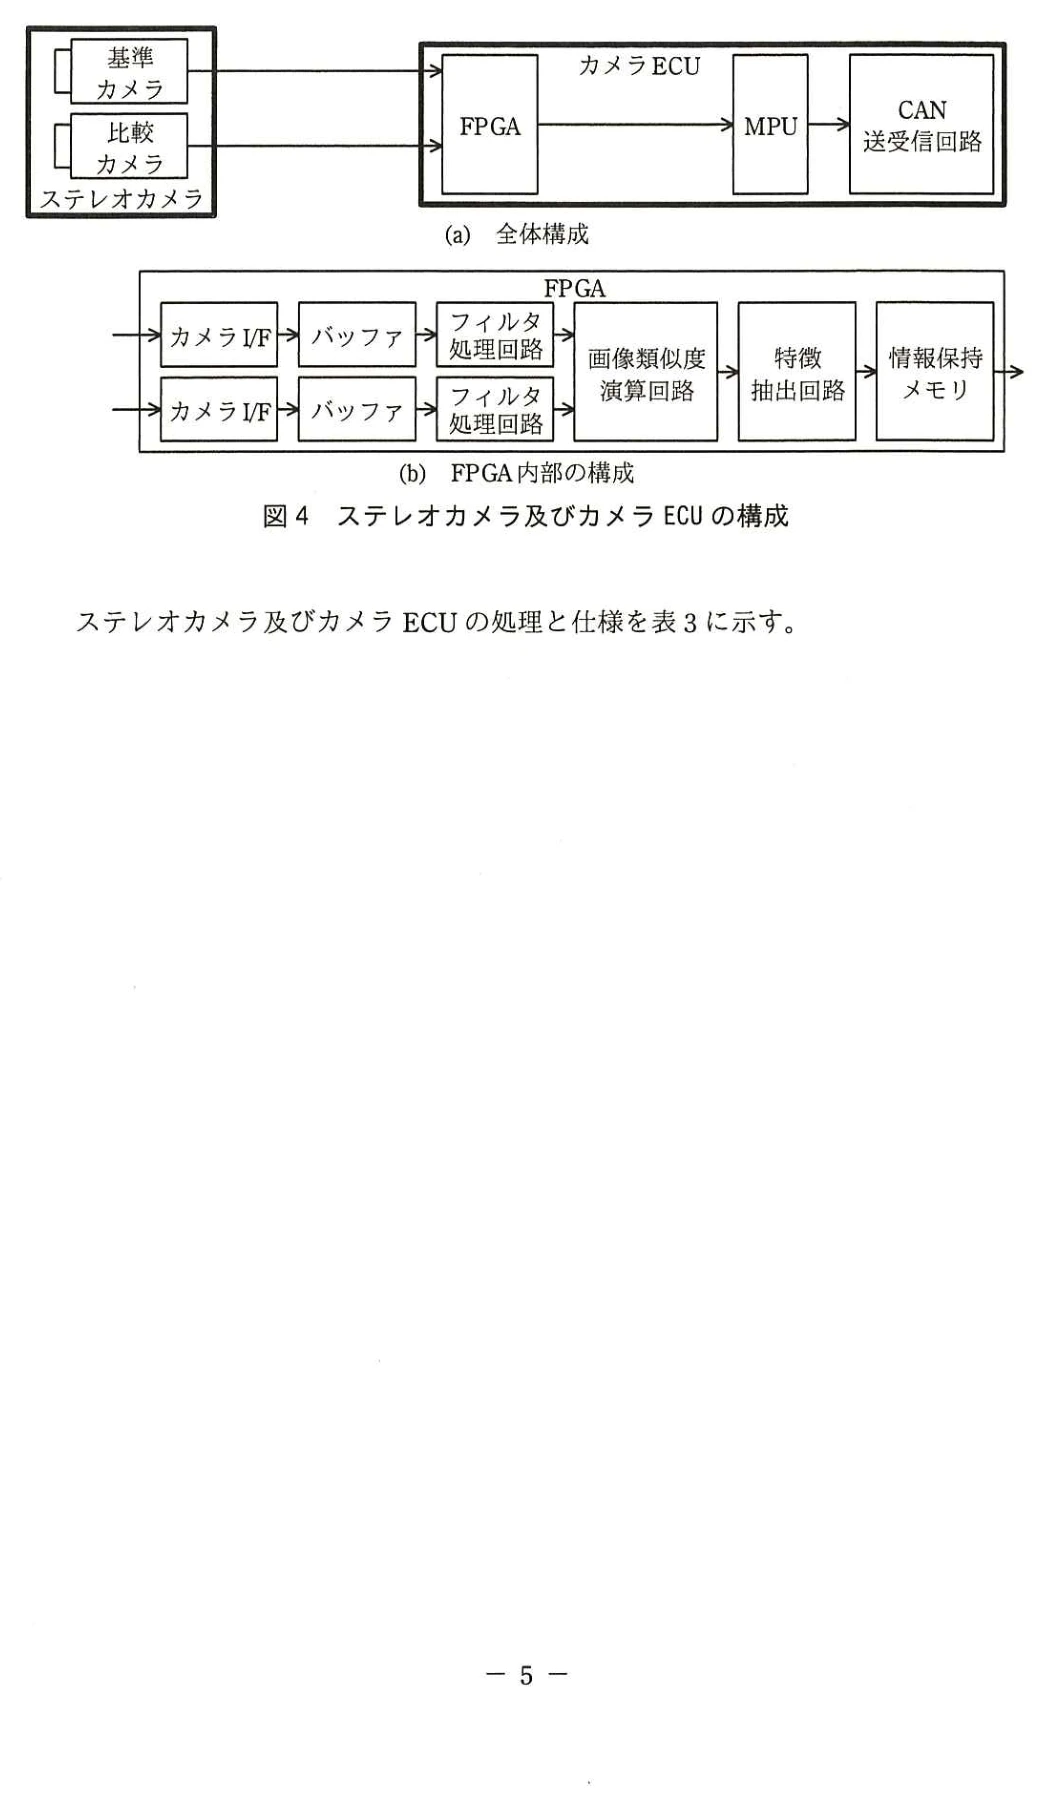 基準
カメラ
比較
カメラ
ステレオカメラ
カメラECU
FPGA
MPU
CAN
送受信回路
(a) 全体構成
FPGA
カメラI/F
バッファ
フィルタ
処理回路
カメラI/F
バッファ
フィルタ
処理回路
画像類似度
演算回路
特徴
抽出回路
情報保持
メモリ
(b) FPGA内部の構成
図4 ステレオカメラ及びカメラECUの構成
ステレオカメラ及びカメラECUの処理と仕様を表3に示す。
― 5 ―